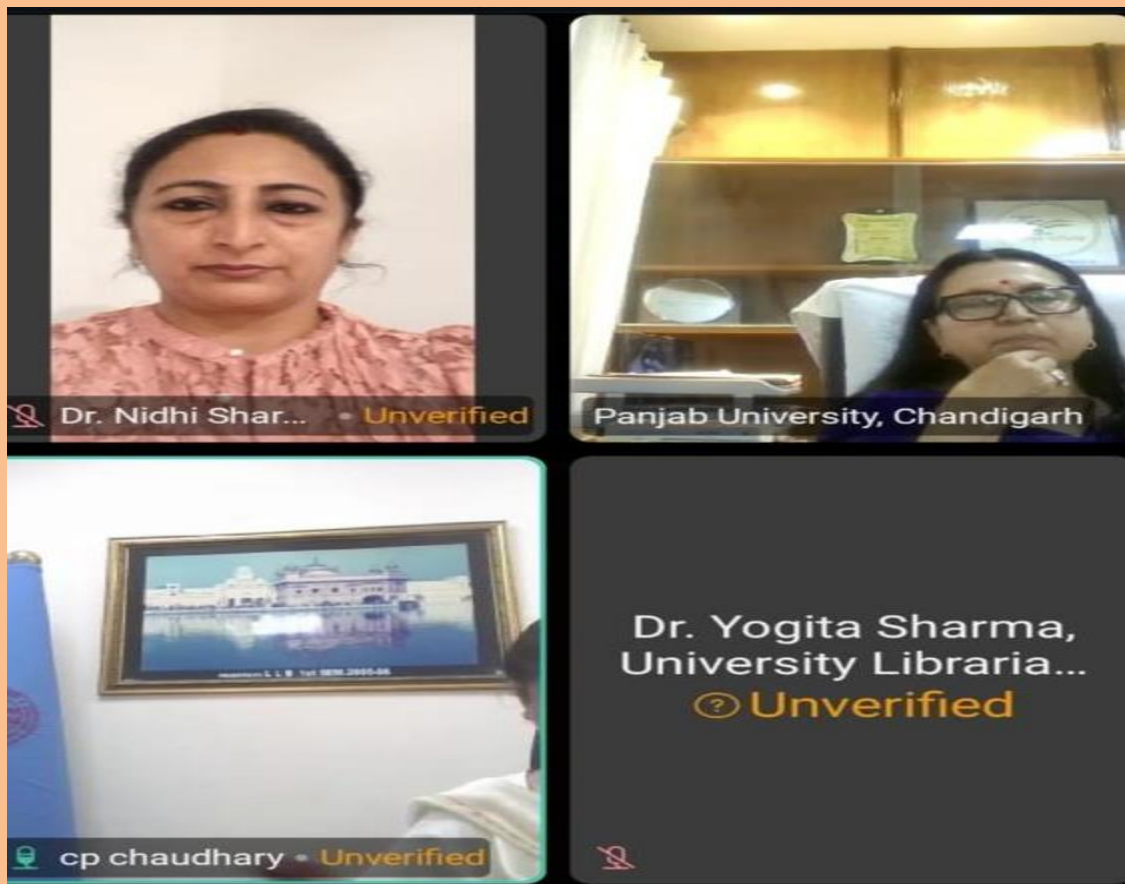 Dr. Nidhi Shar... • Unverified
Panjab University, Chandigarh
cp chaudhary • Unverified
Dr. Yogita Sharma,
University Libraria...
Unverified